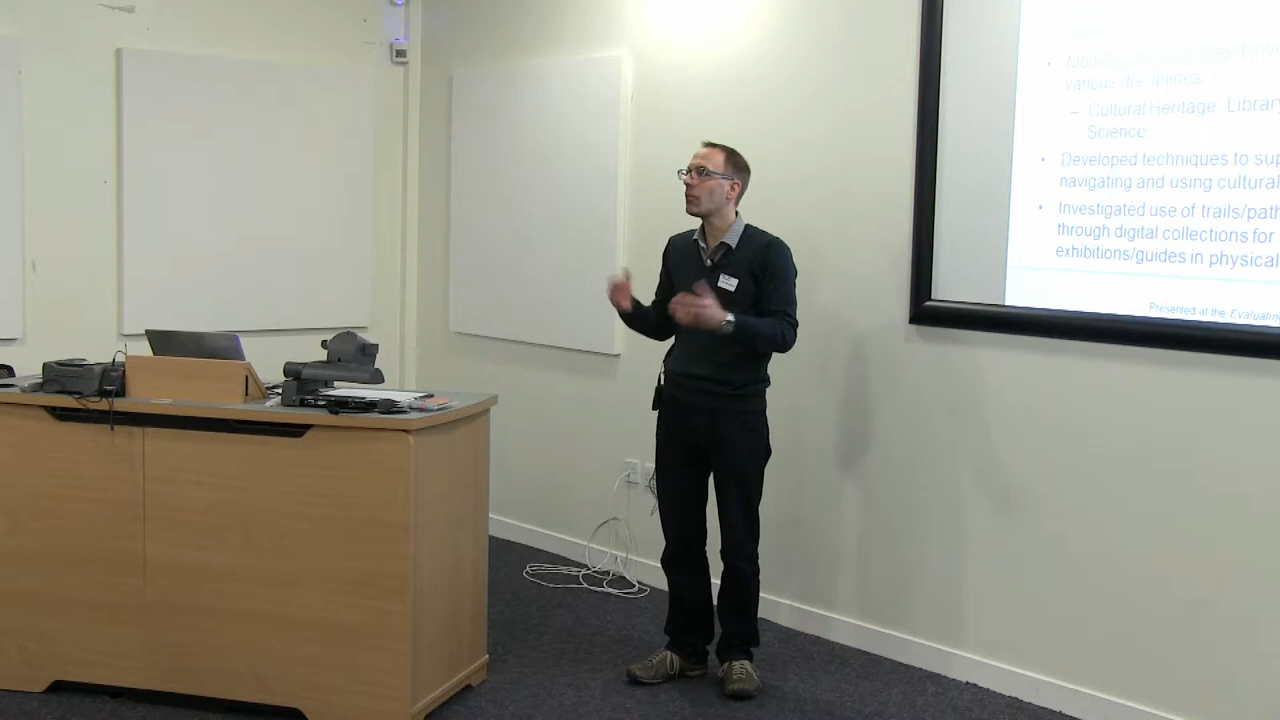 various disciplines
– Cultural Heritage Library
Science
• Developed techniques to sup
navigating and using cultural
• Investigated use of trails/path
through digital collections for
exhibitions/guides in physical
Presented at the Evaluating